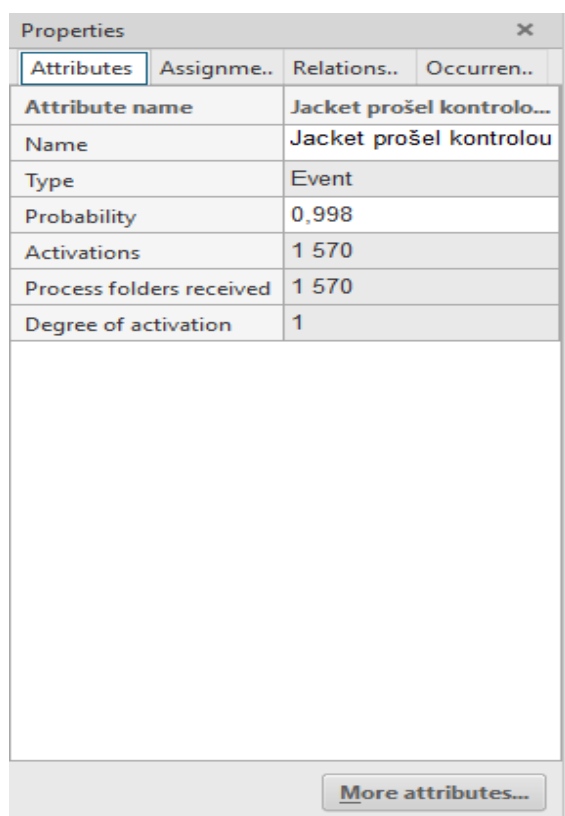 Properties ×
Attributes Assignme.. Relations.. Occurren..
Attribute name Jacket prošel kontrolo...
Name Jacket prošel kontrolou
Type Event
Probability 0,998
Activations 1 570
Process folders received 1 570
Degree of activation 1
More attributes...